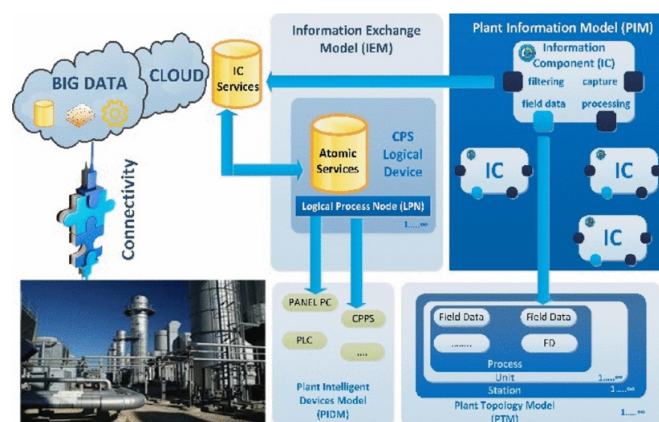 BIG DATA
CLOUD
IC
Services
Connectivity
Information Exchange
Model (IEM)
Atomic
Services
CPS
Logical
Device
Logical Process Node (LPN)
1.....∞
Plant Information Model (PIM)
Information
Component (IC)
filtering capture
field data processing
IC
IC
IC
PANEL PC
CPPS
PLC
....
Plant Intelligent
Devices Model
(PIDM)
Field Data Field Data
........ FD
Process
Unit 1.....∞
Station 1.....∞
Plant Topology Model
(PTM) 1.....∞